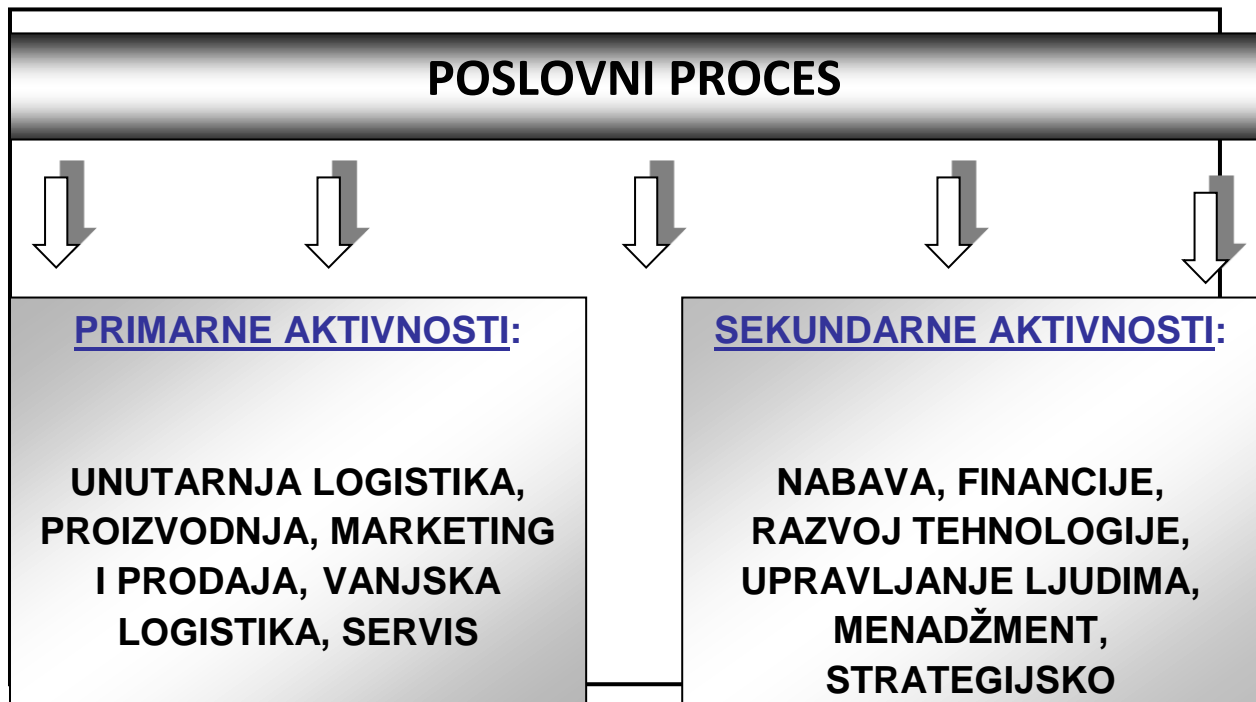 POSLOVNI PROCES
PRIMARNE AKTIVNOSTI:
UNUTARNJA LOGISTIKA,
PROIZVODNJA, MARKETING
I PRODAJA, VANJSKA
LOGISTIKA, SERVIS
SEKUNDARNE AKTIVNOSTI:
NABAVA, FINANCIJE,
RAZVOJ TEHNOLOGIJE,
UPRAVLJANJE LJUDIMA,
MENADŽMENT,
STRATEGIJSKO